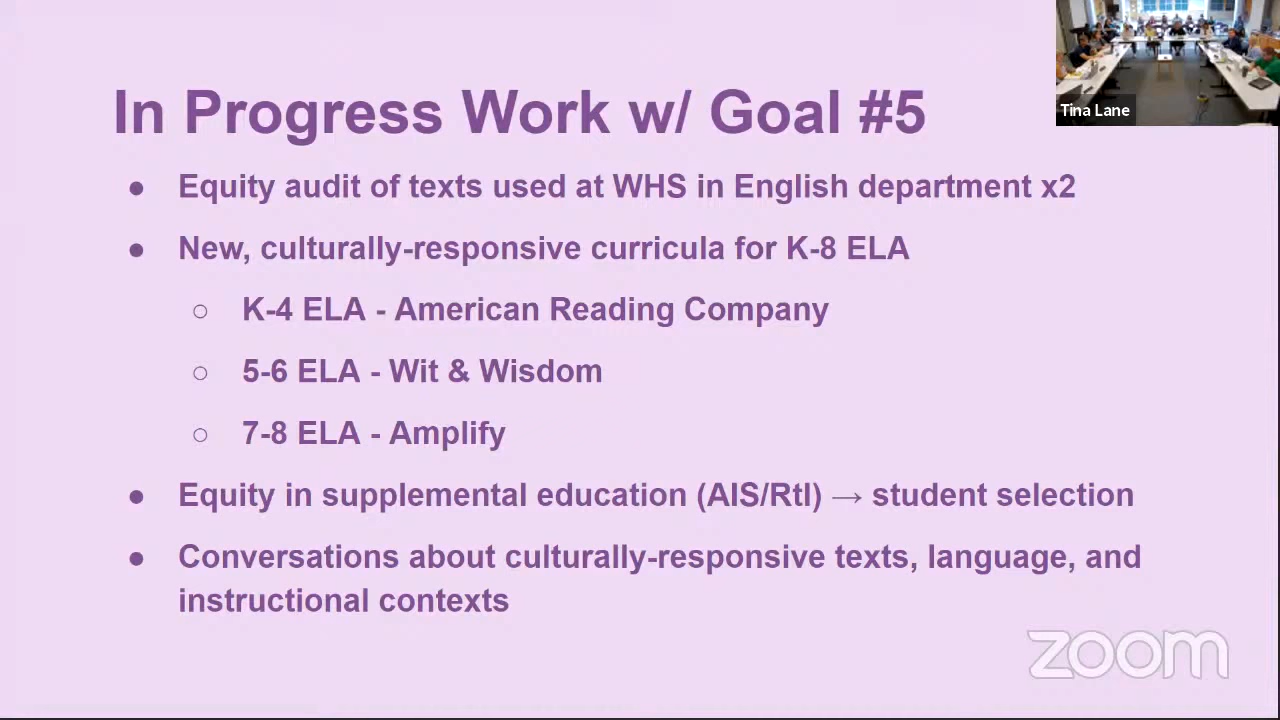 In Progress Work w/ Goal #5
● Equity audit of texts used at WHS in English department x2
● New, culturally-responsive curricula for K-8 ELA
○ K-4 ELA - American Reading Company
○ 5-6 ELA - Wit & Wisdom
○ 7-8 ELA - Amplify
● Equity in supplemental education (AIS/RtI) → student selection
● Conversations about culturally-responsive texts, language, and
instructional contexts
Tina Lane
zoom